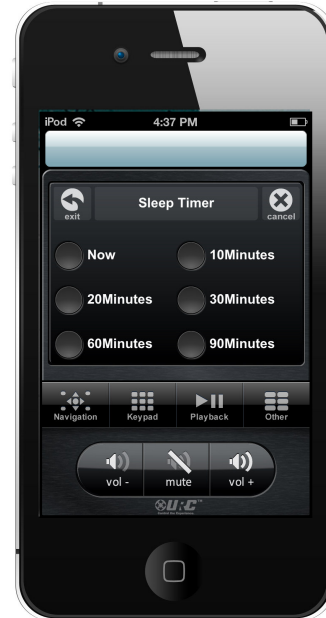 iPod 4:37 PM
exit Sleep Timer cancel
Now 10Minutes
20Minutes 30Minutes
60Minutes 90Minutes
Navigation Keypad Playback Other
vol - mute vol +
URC™